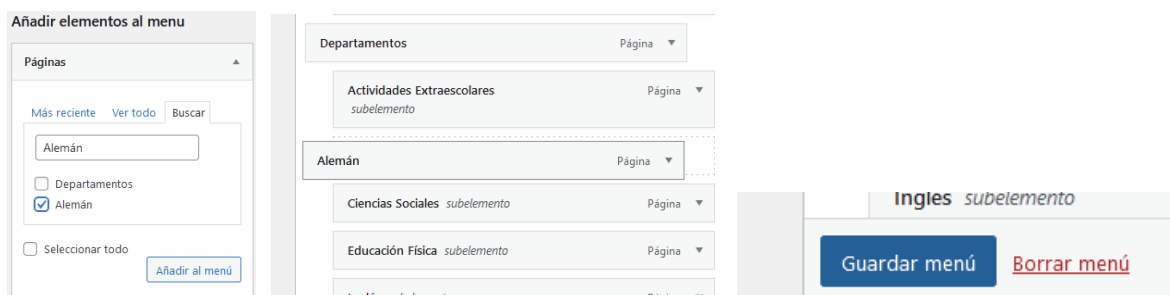 Añadir elementos al menu
Páginas
Más reciente Ver todo Buscar
Alemán
Departamentos
Alemán
Seleccionar todo
Añadir al menú
Departamentos Página
Actividades Extraescolares Página
subelemento
Alemán Página
Ciencias Sociales subelemento Página
Educación Física subelemento Página
Ingles subelemento
Guardar menú Borrar menú